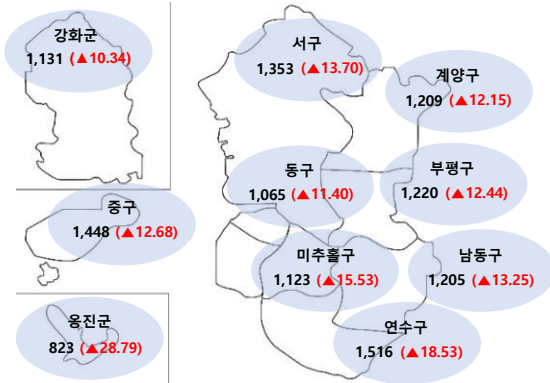 강화군
1,131 (▲10.34)
서구
1,353 (▲13.70)
계양구
1,209 (▲12.15)
동구
1,065 (▲11.40)
부평구
1,220 (▲12.44)
중구
1,448 (▲12.68)
미추홀구
1,123 (▲15.53)
남동구
1,205 (▲13.25)
옹진군
823 (▲28.79)
연수구
1,516 (▲18.53)